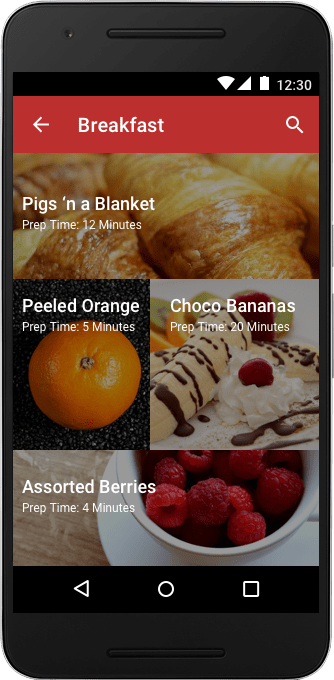 12:30
Breakfast
Pigs ‘n a Blanket
Prep Time: 12 Minutes
Peeled Orange
Prep Time: 5 Minutes
Choco Bananas
Prep Time: 20 Minutes
Assorted Berries
Prep Time: 4 Minutes